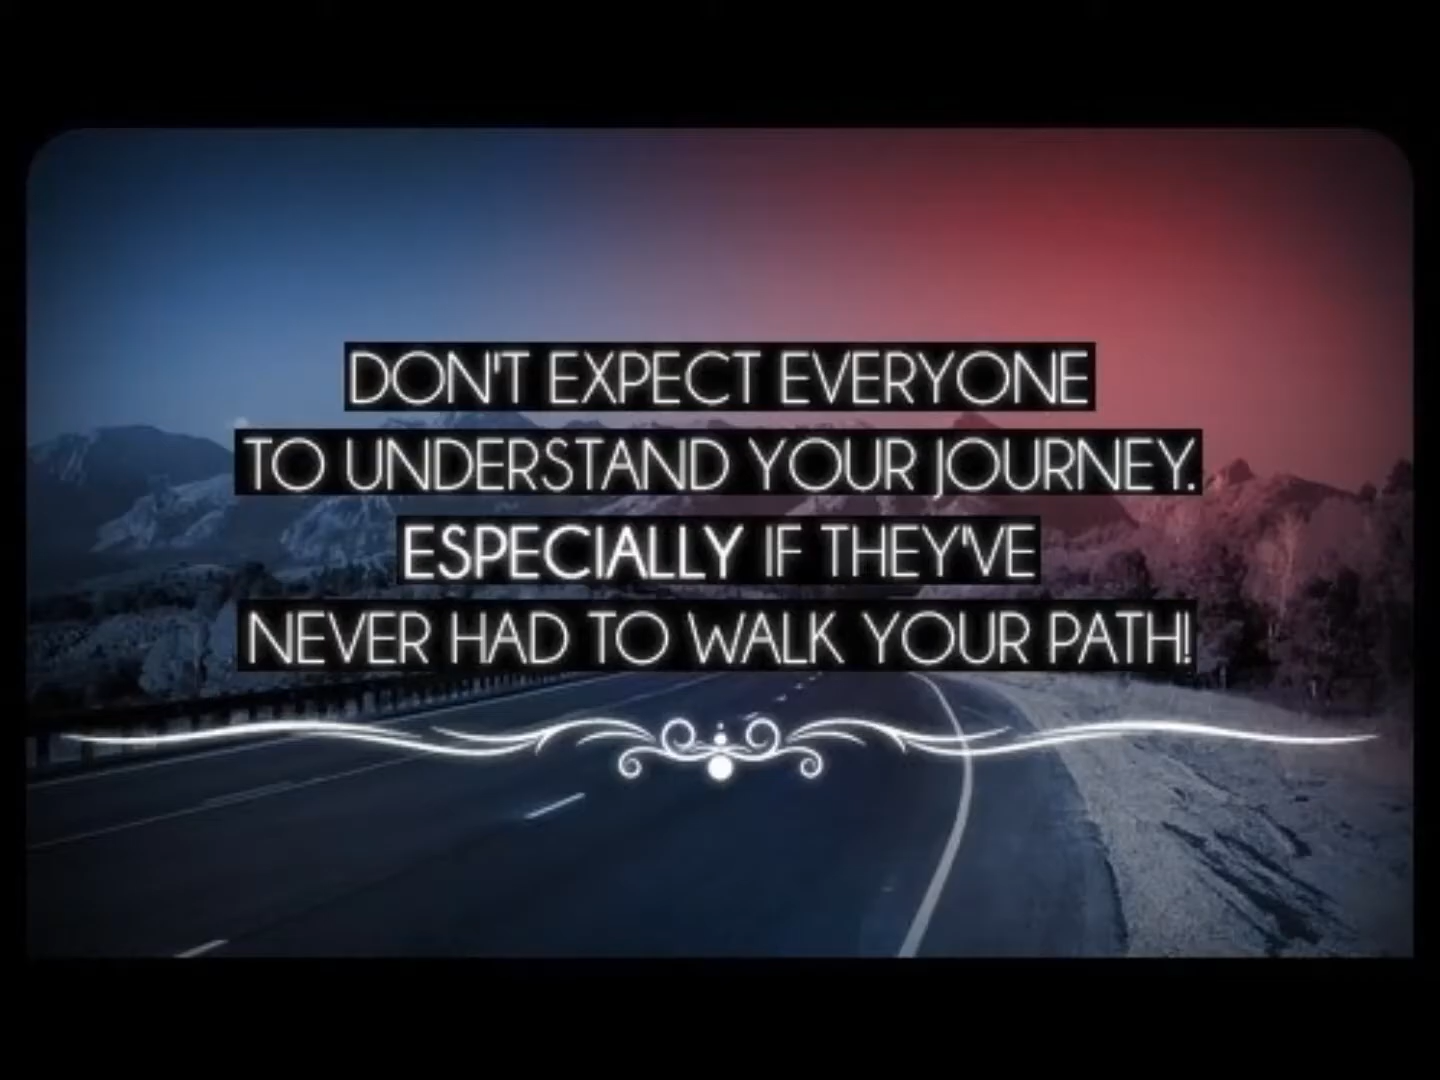 DON'T EXPECT EVERYONE
TO UNDERSTAND YOUR JOURNEY.
ESPECIALLY IF THEY'VE
NEVER HAD TO WALK YOUR PATH!